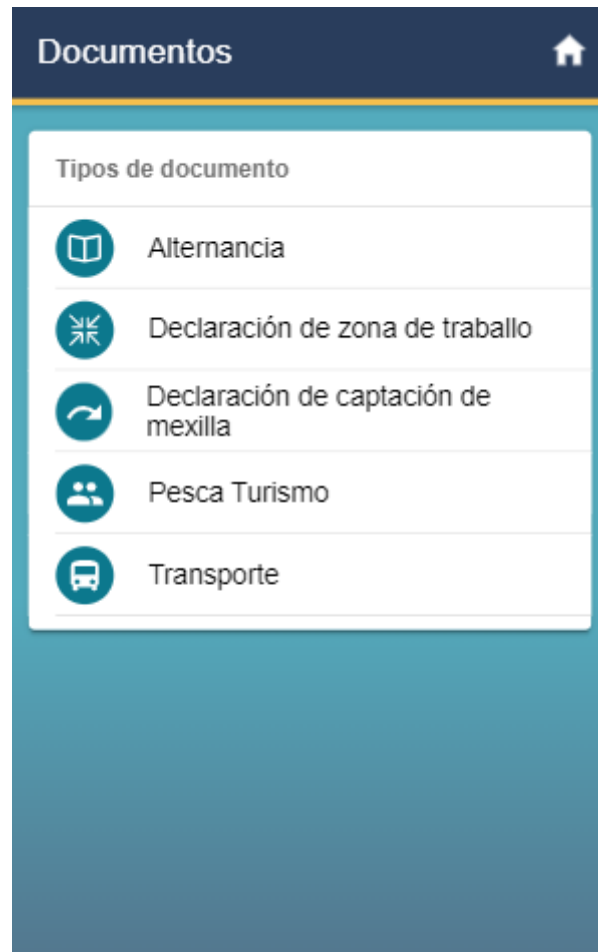 Documentos
Tipos de documento
Alternancia
Declaración de zona de traballo
Declaración de captación de
mexilla
Pesca Turismo
Transporte